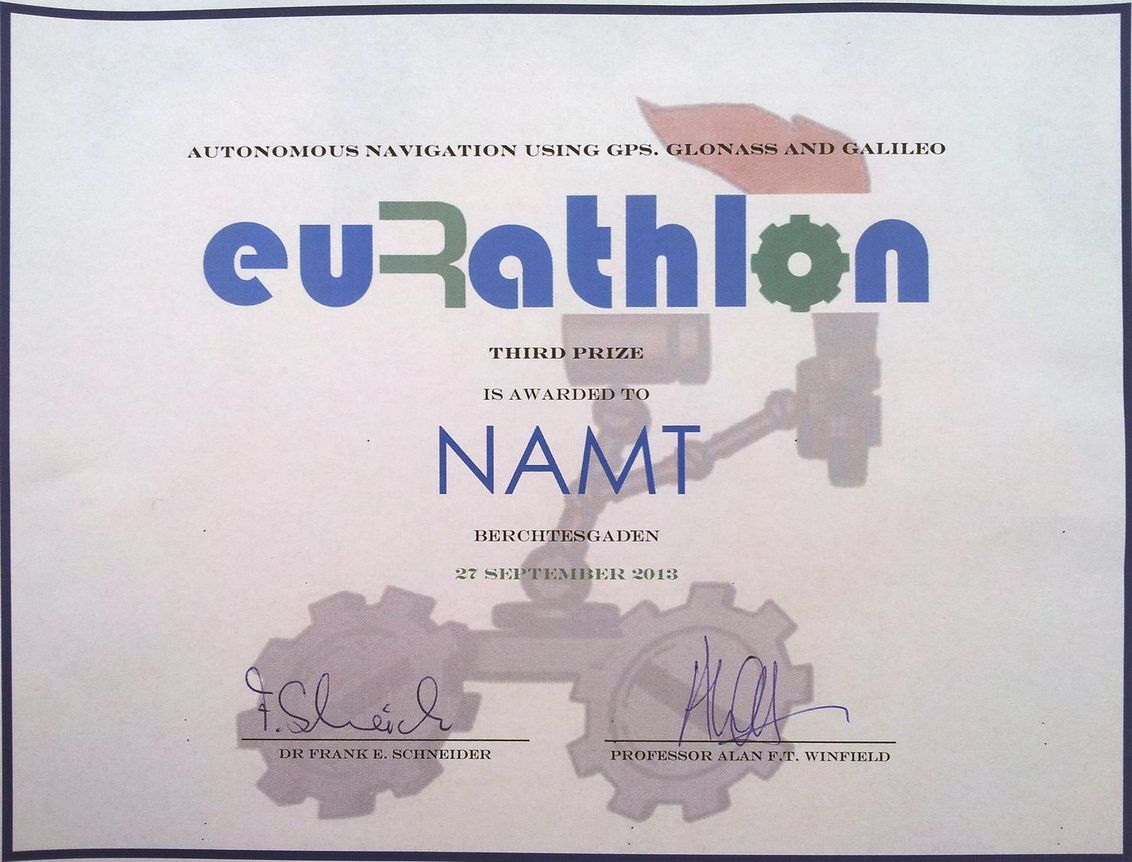 AUTONOMOUS NAVIGATION USING GPS. GLONASS AND GALILEO
euRathlon
THIRD PRIZE
IS AWARDED TO
NAMT
BERCHTESGADEN
27 SEPTEMBER 2013
F. Schneider
DR FRANK E. SCHNEIDER
PROFESSOR ALAN F.T. WINFIELD